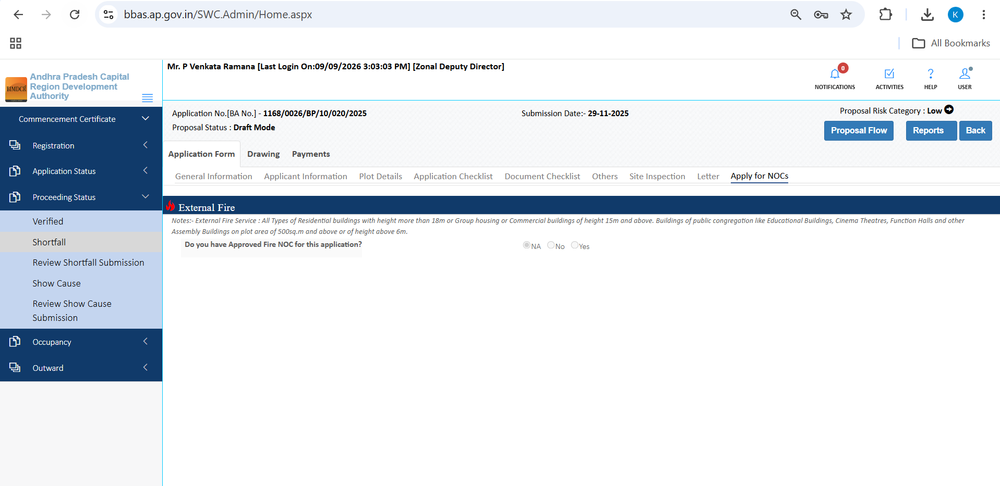 bbas.ap.gov.in/SWC.Admin/Home.aspx
K
All Bookmarks
BIMDCR
Andhra Pradesh Capital
Region Development
Authority
Mr. P Venkata Ramana [Last Login On:09/09/2026 3:03:03 PM] [Zonal Deputy Director]
0
NOTIFICATIONS
ACTIVITIES
HELP
USER
Commencement Certificate
Registration
Application Status
Proceeding Status
Verified
Shortfall
Review Shortfall Submission
Show Cause
Review Show Cause
Submission
Occupancy
Outward
Application No.[BA No.] - 1168/0026/BP/10/020/2025
Submission Date:- 29-11-2025
Proposal Risk Category : Low
Proposal Status : Draft Mode
Proposal Flow
Reports
Back
Application Form
Drawing
Payments
General Information
Applicant Information
Plot Details
Application Checklist
Document Checklist
Others
Site Inspection
Letter
Apply for NOCs
External Fire
Notes:- External Fire Service : All Types of Residential buildings with height more than 18m or Group housing or Commercial buildings of height 15m and above. Buildings of public congregation like Educational Buildings, Cinema Theatres, Function Halls and other
Assembly Buildings on plot area of 500sq.m and above or of height above 6m.
Do you have Approved Fire NOC for this application?
NA No Yes